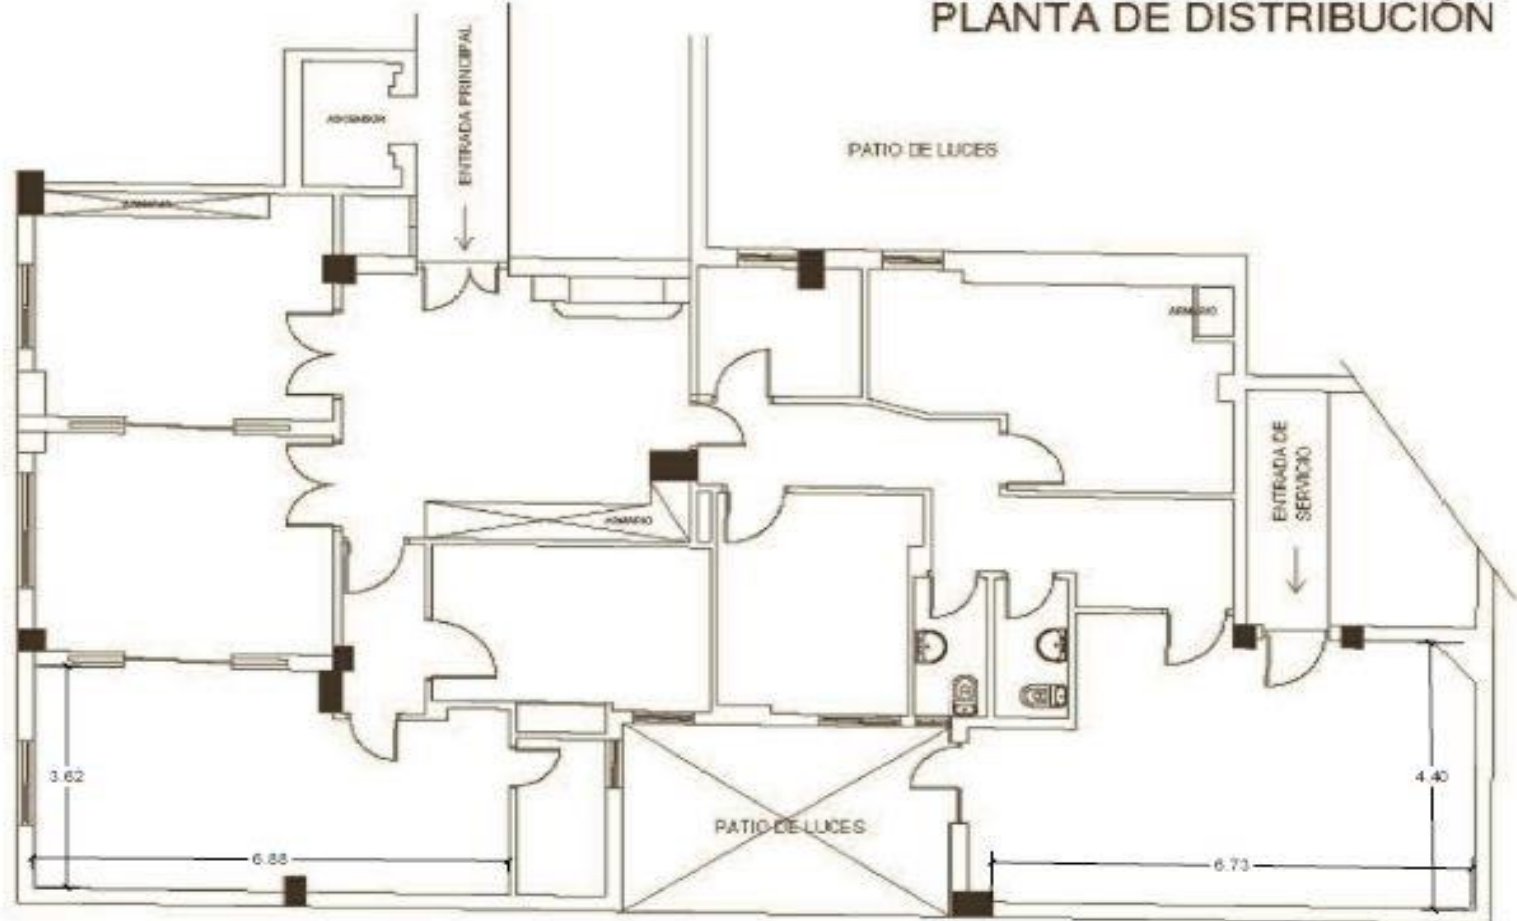 PLANTA DE DISTRIBUCIÓN
ENTRADA PRINCIPAL
ASCENSOR
PATIO DE LUCES
ARMARIO
ARMARIO
ENTRADA DE
SERVICIO
ARMARIO
3.62
4.40
PATIO DE LUCES
6.88
6.73